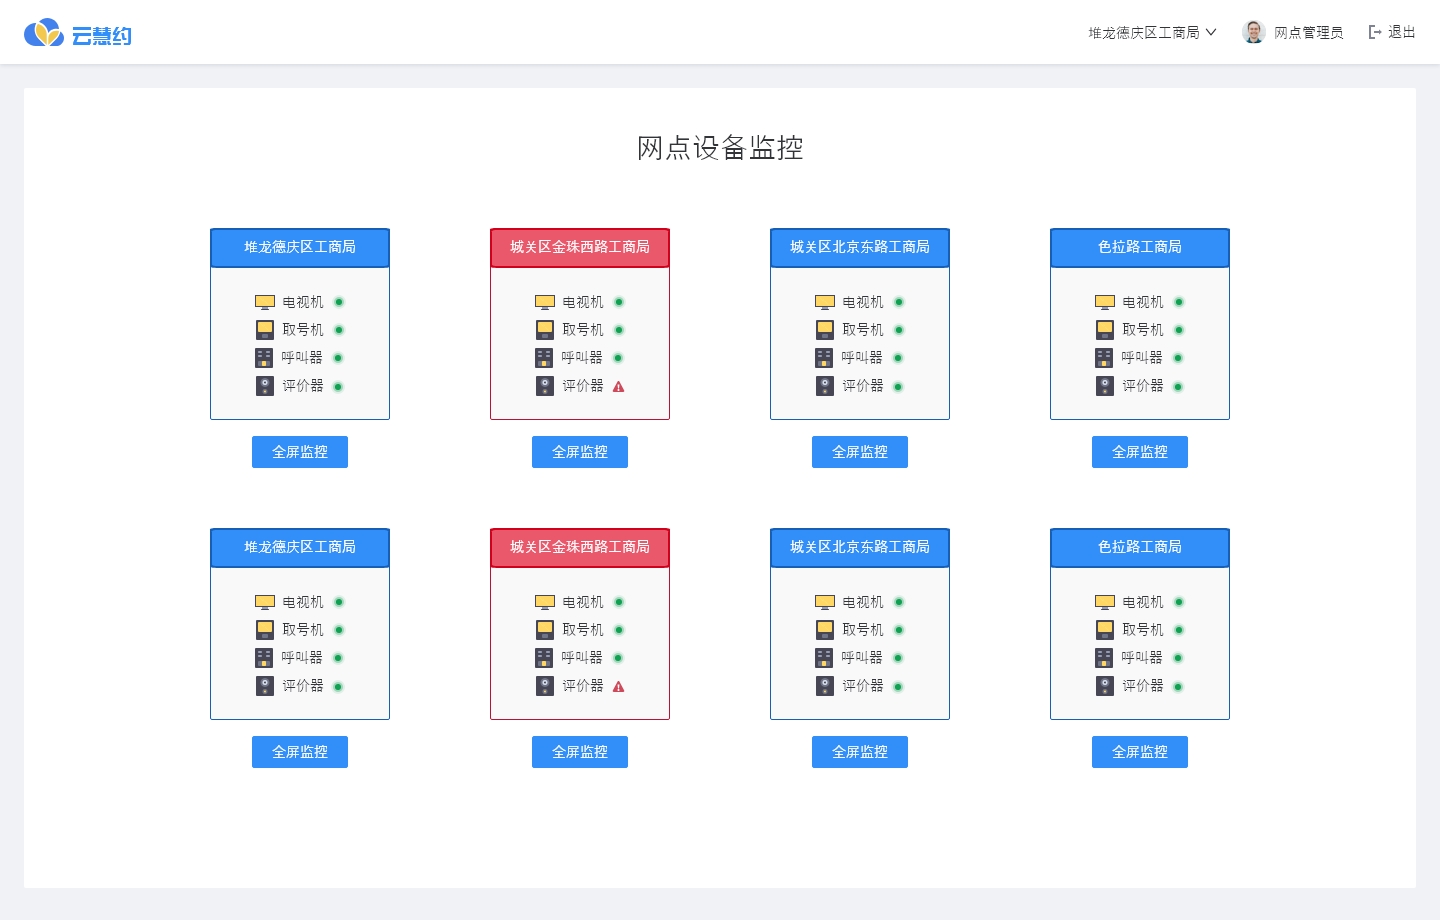 云慧约
堆龙德庆区工商局 网点管理员 退出
网点设备监控
堆龙德庆区工商局 城关区金珠西路工商局 城关区北京东路工商局 色拉路工商局
电视机 电视机 电视机 电视机
取号机 取号机 取号机 取号机
呼叫器 呼叫器 呼叫器 呼叫器
评价器 评价器 评价器 评价器
全屏监控 全屏监控 全屏监控 全屏监控
堆龙德庆区工商局 城关区金珠西路工商局 城关区北京东路工商局 色拉路工商局
电视机 电视机 电视机 电视机
取号机 取号机 取号机 取号机
呼叫器 呼叫器 呼叫器 呼叫器
评价器 评价器 评价器 评价器
全屏监控 全屏监控 全屏监控 全屏监控